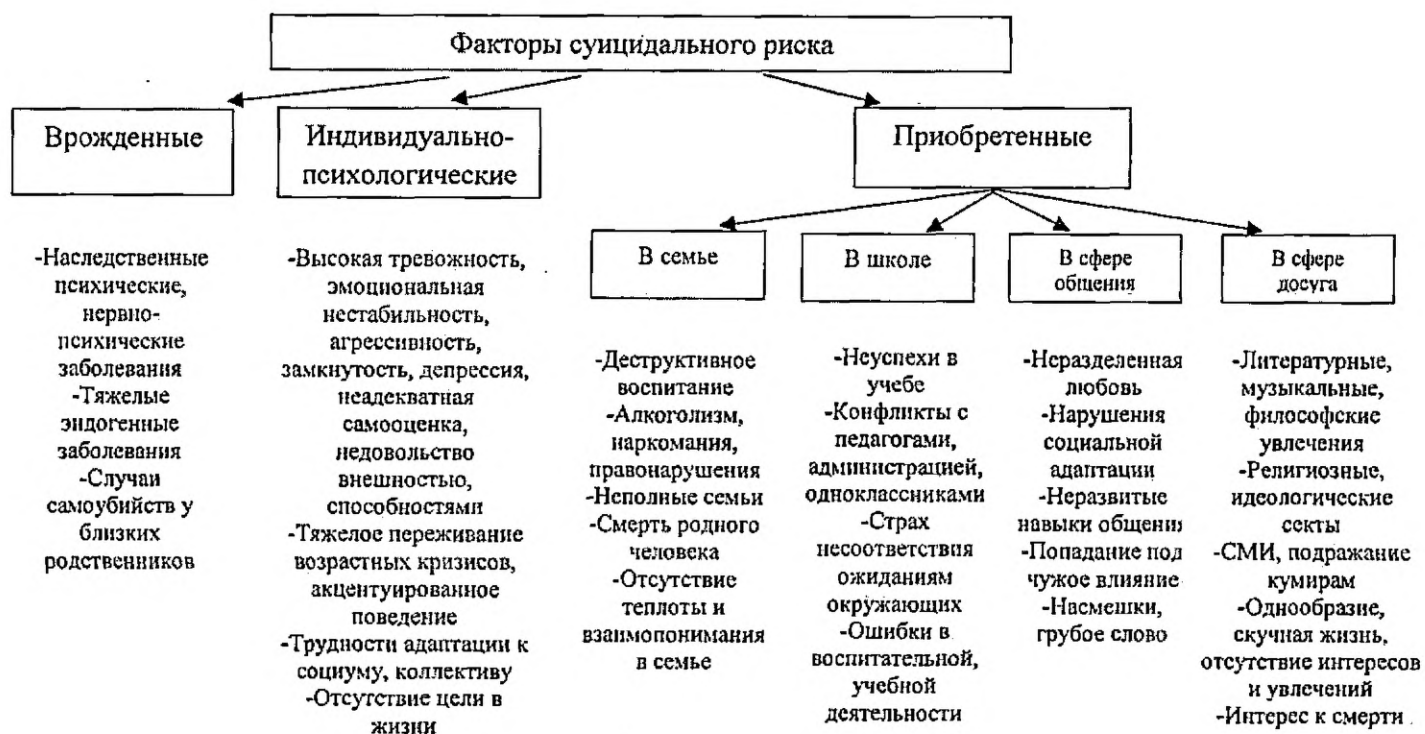 Факторы суицидального риска
Врожденные
Индивидуально-
психологические
Приобретенные
-Наследственные
психические,
нервно-
психические
заболевания
-Тяжелые
эндогенные
заболевания
-Случаи
самоубийств у
близких
родственников
-Высокая тревожность,
эмоциональная
нестабильность,
агрессивность,
замкнутость, депрессия,
неадекватная
самооценка,
недовольство
внешностью,
способностями
-Тяжелое переживание
возрастных кризисов,
акцентуированное
поведение
-Трудности адаптации к
социуму, коллективу
-Отсутствие цели в
жизни
В семье
-Деструктивное
воспитание
-Алкоголизм,
наркомания,
правонарушения
-Неполные семьи
-Смерть родного
человека
-Отсутствие
теплоты и
взаимопонимания
в семье
В школе
-Неуспехи в
учебе
-Конфликты с
педагогами,
администрацией,
одноклассниками
-Страх
несоответствия
ожиданиям
окружающих
-Ошибки в
воспитательной,
учебной
деятельности
В сфере
общения
-Неразделенная
любовь
-Нарушения
социальной
адаптации
-Неразвитые
навыки общения
-Попадание под
чужое влияние
-Насмешки,
грубое слово
В сфере
досуга
-Литературные,
музыкальные,
философские
увлечения
-Религиозные,
идеологические
секты
-СМИ, подражание
кумирам
-Однообразие,
скучная жизнь,
отсутствие интересов
и увлечений
-Интерес к смерти